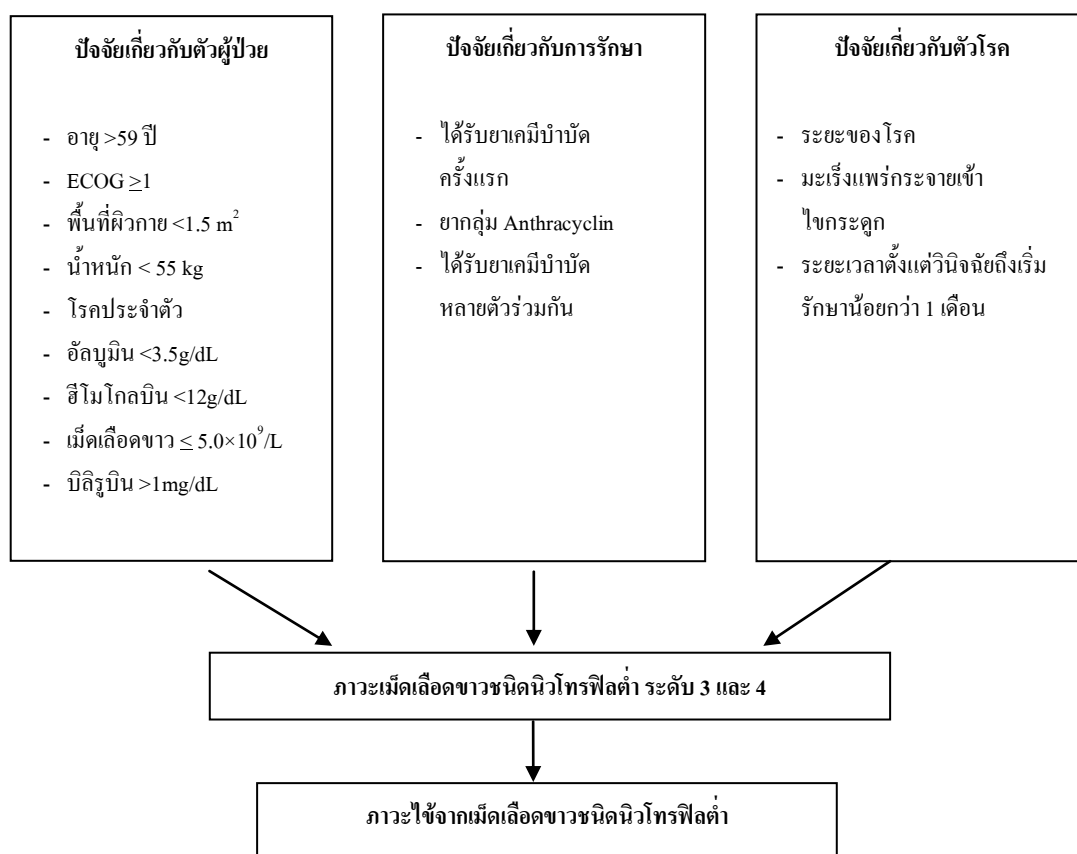 ปัจจัยเกี่ยวกับตัวผู้ป่วย
- อายุ >59 ปี
- ECOG ≥1
- พื้นที่ผิวกาย <1.5 m²
- น้ำหนัก < 55 kg
- โรคประจำตัว
- อัลบูมิน <3.5g/dL
- ฮีโมโกลบิน <12g/dL
- เม็ดเลือดขาว ≤ 5.0×10⁹/L
- บิลิรูบิน >1mg/dL
ปัจจัยเกี่ยวกับการรักษา
- ได้รับยาเคมีบำบัด
ครั้งแรก
- ยากลุ่ม Anthracyclin
- ได้รับยาเคมีบำบัด
หลายตัวร่วมกัน
ปัจจัยเกี่ยวกับตัวโรค
- ระยะของโรค
- มะเร็งแพร่กระจายเข้า
ไขกระดูก
- ระยะเวลาตั้งแต่วินิจฉัยถึงเริ่ม
รักษาน้อยกว่า 1 เดือน
ภาวะเม็ดเลือดขาวชนิดนิวโทรฟิลต่ำ ระดับ 3 และ 4
ภาวะไข้จากเม็ดเลือดขาวชนิดนิวโทรฟิลต่ำ